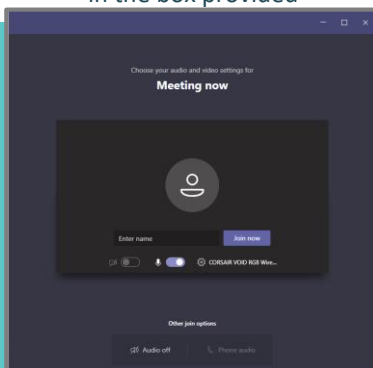 in the box provided
Choose your audio and video settings for
Meeting now
Enter name
Join now
CORSAIR VOID RGB Wire...
Other join options
Audio off
Phone audio